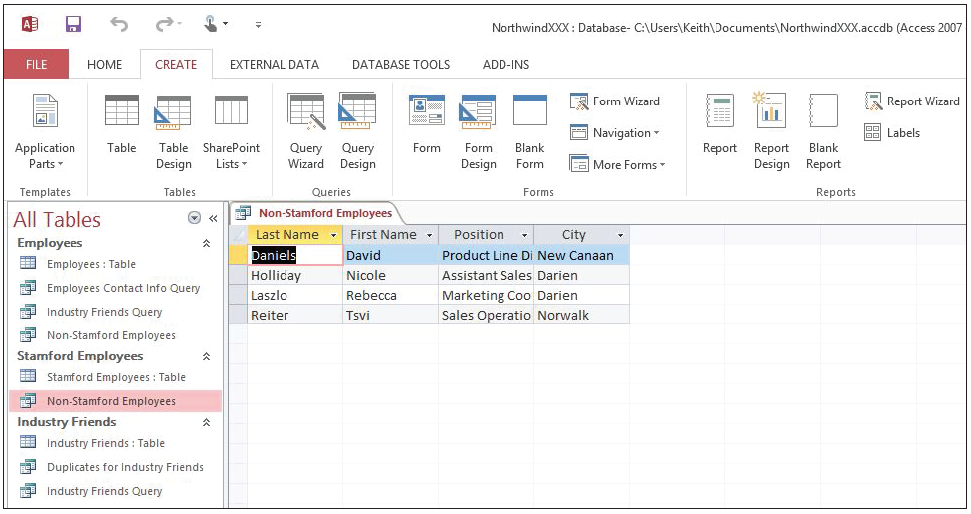 NorthwindXXX : Database- C:\Users\Keith\Documents\NorthwindXXX.accdb (Access 2007
FILE HOME CREATE EXTERNAL DATA DATABASE TOOLS ADD-INS
Application Parts
Table
Table Design
SharePoint Lists
Query Wizard
Query Design
Form
Form Design
Blank Form
Form Wizard
Navigation
More Forms
Report
Report Design
Blank Report
Report Wizard
Labels
Templates Tables Queries Forms Reports
All Tables «
Employees
Employees : Table
Employees Contact Info Query
Industry Friends Query
Non-Stamford Employees
Stamford Employees
Stamford Employees : Table
Non-Stamford Employees
Industry Friends
Industry Friends : Table
Duplicates for Industry Friends
Industry Friends Query
Non-Stamford Employees
Last Name First Name Position City
Daniels David Product Line Di New Canaan
Holliday Nicole Assistant Sales Darien
Laszlo Rebecca Marketing Coo Darien
Reiter Tsvi Sales Operatio Norwalk